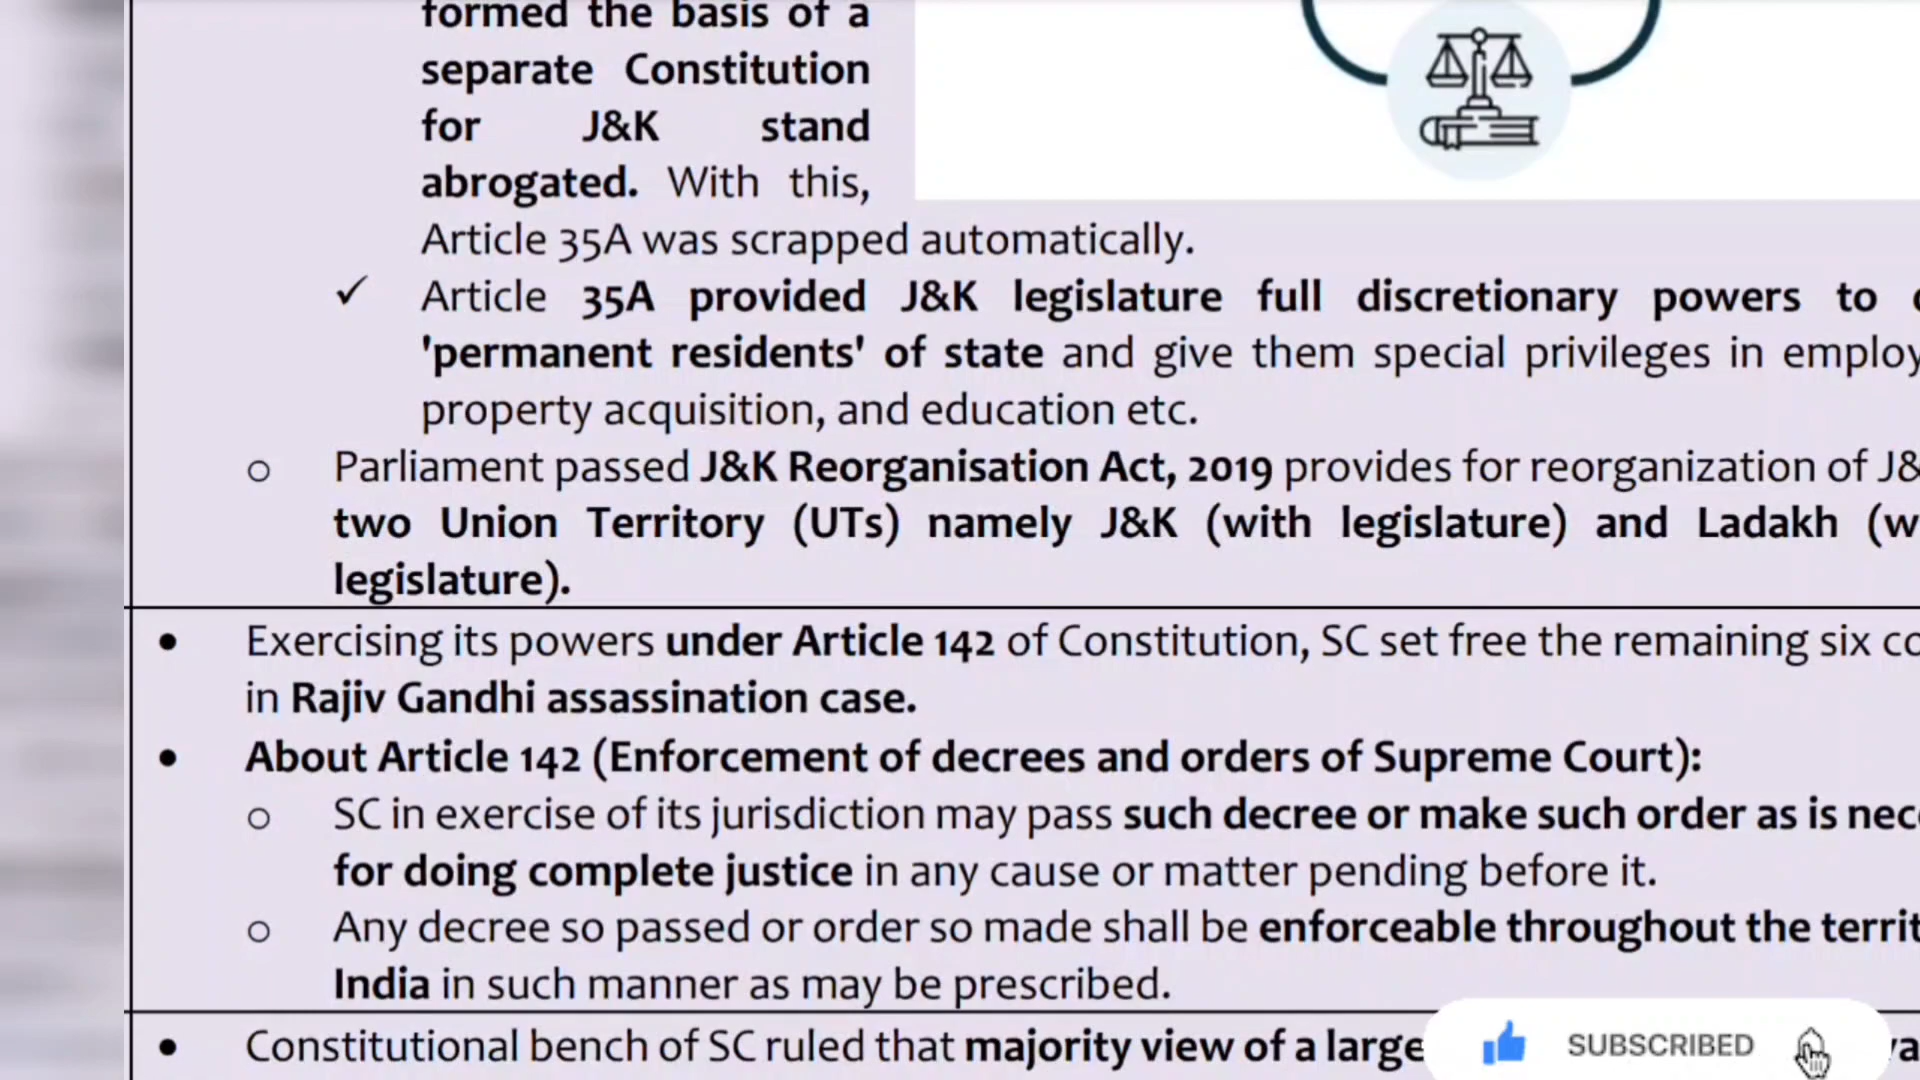 formed the basis of a
separate Constitution
for J&K stand
abrogated. With this,
Article 35A was scrapped automatically.
✓ Article 35A provided J&K legislature full discretionary powers to
'permanent residents' of state and give them special privileges in employ
property acquisition, and education etc.
o Parliament passed J&K Reorganisation Act, 2019 provides for reorganization of J&
two Union Territory (UTs) namely J&K (with legislature) and Ladakh (w
legislature).
• Exercising its powers under Article 142 of Constitution, SC set free the remaining six co
in Rajiv Gandhi assassination case.
• About Article 142 (Enforcement of decrees and orders of Supreme Court):
o SC in exercise of its jurisdiction may pass such decree or make such order as is nec
for doing complete justice in any cause or matter pending before it.
o Any decree so passed or order so made shall be enforceable throughout the territ
India in such manner as may be prescribed.
• Constitutional bench of SC ruled that majority view of a large
SUBSCRIBED